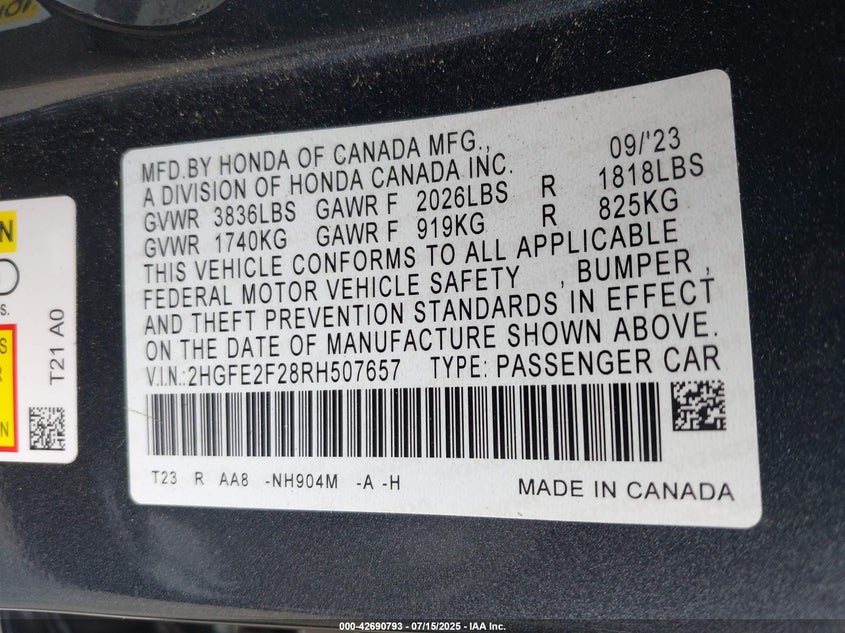 MFD.BY HONDA OF CANADA MFG., 09/'23
A DIVISION OF HONDA CANADA INC.
GVWR 3836LBS GAWR F 2026LBS R 1818LBS
GVWR 1740KG GAWR F 919KG R 825KG
THIS VEHICLE CONFORMS TO ALL APPLICABLE
FEDERAL MOTOR VEHICLE SAFETY , BUMPER ,
AND THEFT PREVENTION STANDARDS IN EFFECT
ON THE DATE OF MANUFACTURE SHOWN ABOVE.
V.I.N.:2HGFE2F28RH507657 TYPE: PASSENGER CAR
T23 R AA8 -NH904M -A -H MADE IN CANADA
T21 A0
000-42690793 - 07/15/2025 - IAA Inc.